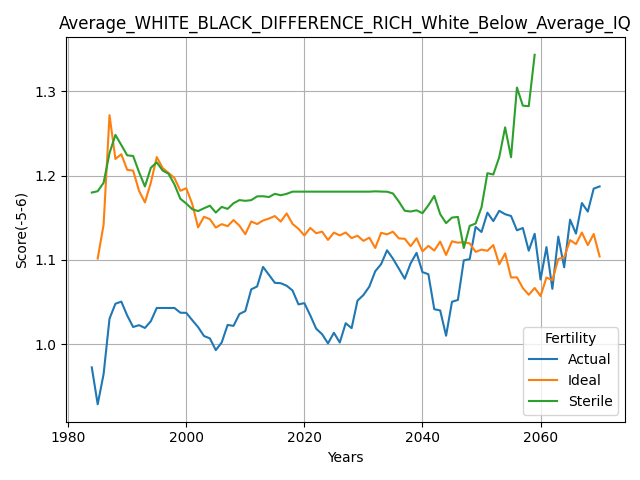 Average_WHITE_BLACK_DIFFERENCE_RICH_White_Below_Average_IQ
Score(-5-6)
1.3
1.2
1.1
1.0
1980
2000
2020
2040
2060
Years
Fertility
Actual
Ideal
Sterile